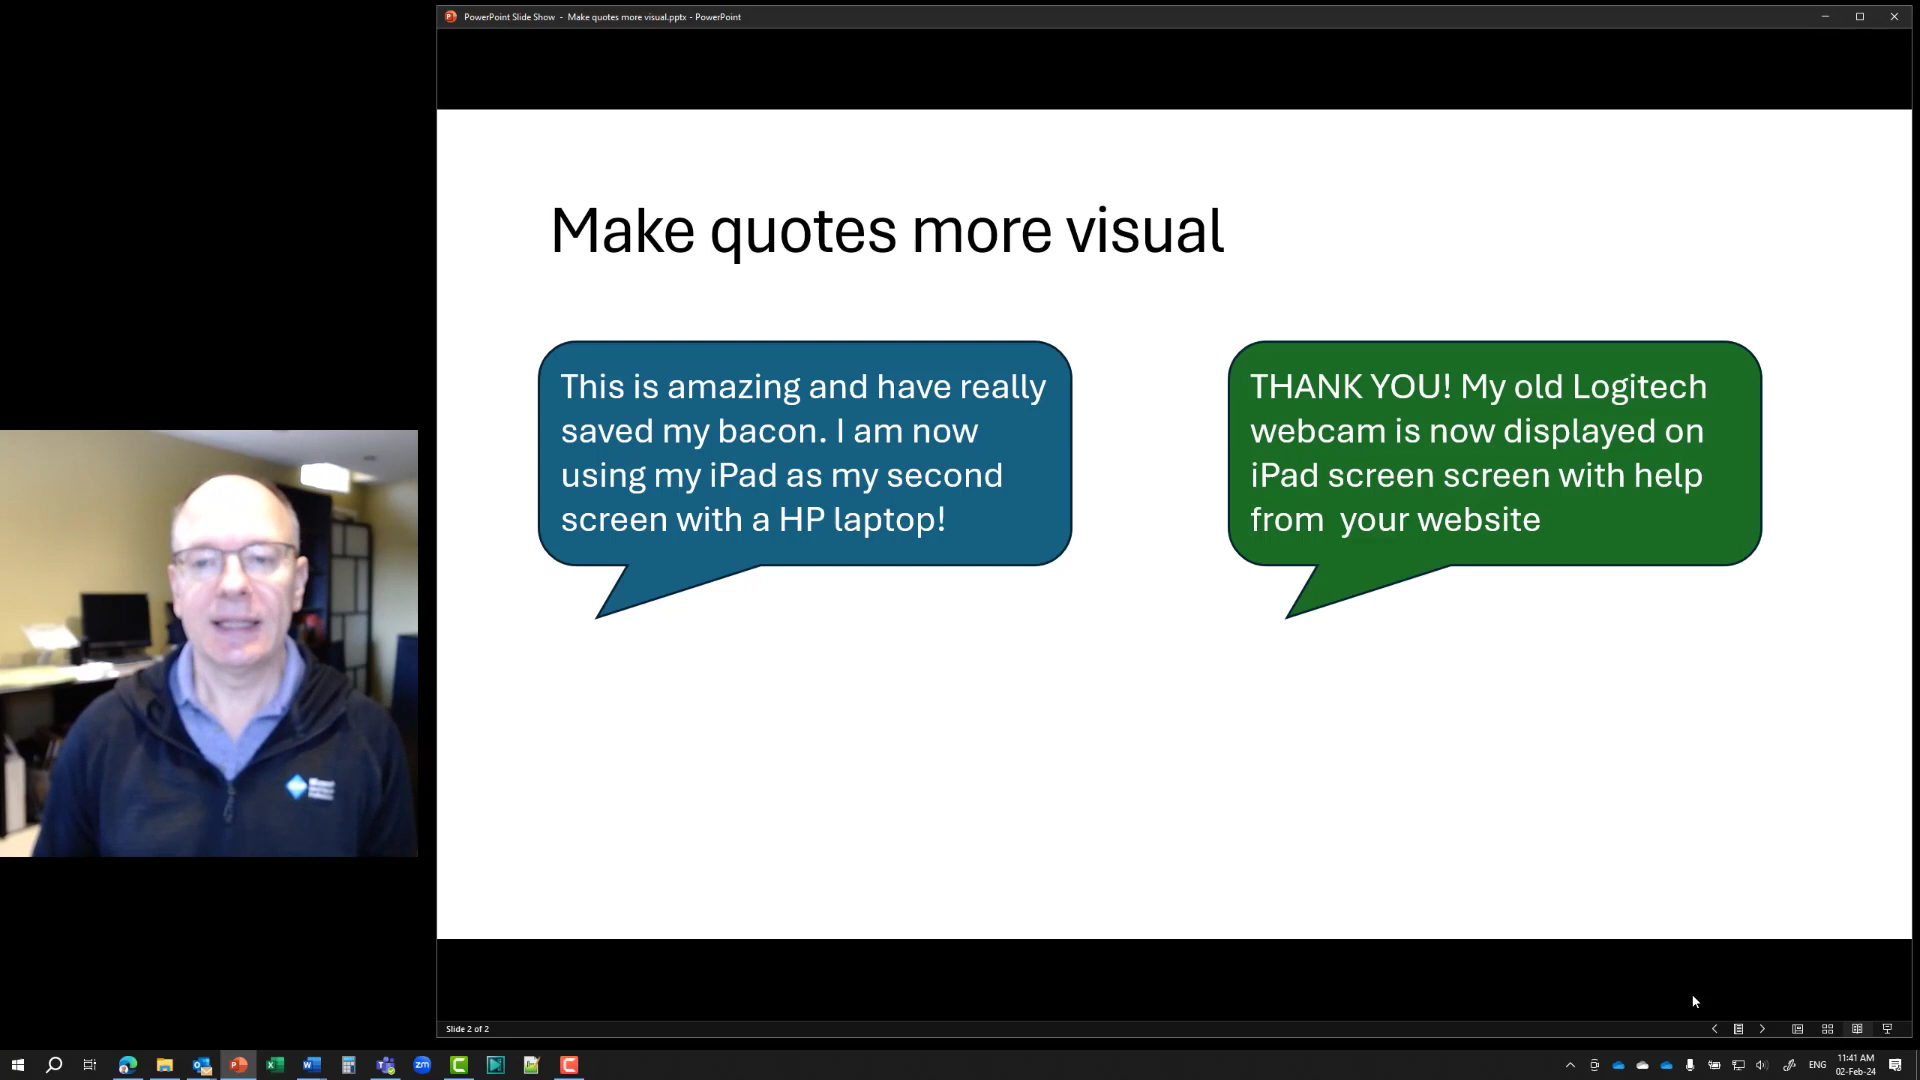 PowerPoint Slide Show - Make quotes more visual.pptx - PowerPoint
Make quotes more visual
This is amazing and have really
saved my bacon. I am now
using my iPad as my second
screen with a HP laptop!
THANK YOU! My old Logitech
webcam is now displayed on
iPad screen screen with help
from  your website
Slide 2 of 2
zm
ENG
11:41 AM
02-Feb-24